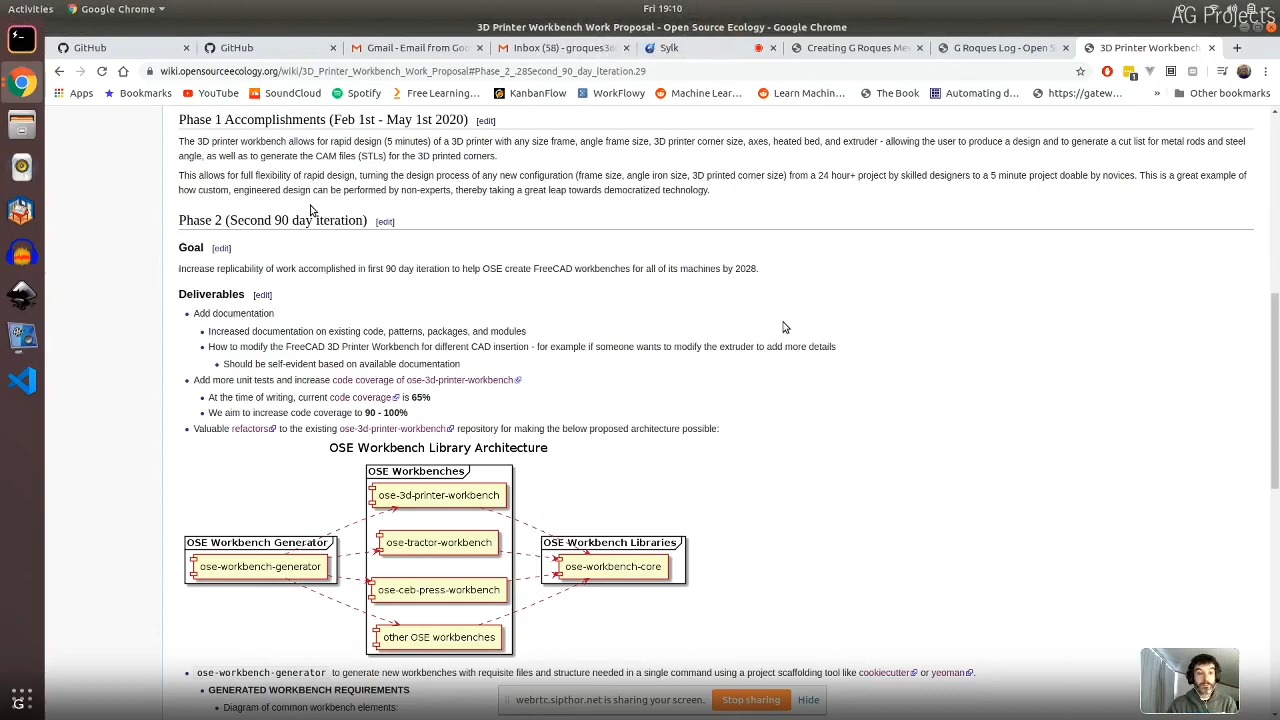 Activities
Google Chrome
Fri 19:10
AG Projects
3D Printer Workbench Work Proposal - Open Source Ecology - Google Chrome
GitHub
GitHub
Gmail - Email from Goo
Inbox (58) - groques3d
Sylk
Creating G Roques Me
G Roques Log - Open S
3D Printer Workbench
wiki.opensourceecology.org/wiki/3D_Printer_Workbench_Work_Proposal#Phase_2_.28Second_90_day_iteration.29
Apps
Bookmarks
YouTube
SoundCloud
Spotify
Free Learning...
KanbanFlow
WorkFlowy
Machine Lear...
Learn Machin...
The Book
Automating d...
https://gatew...
Other bookmarks
Phase 1 Accomplishments (Feb 1st - May 1st 2020) [edit]
The 3D printer workbench allows for rapid design (5 minutes) of a 3D printer with any size frame, angle frame size, 3D printer corner size, axes, heated bed, and extruder - allowing the user to produce a design and to generate a cut list for metal rods and steel
angle, as well as to generate the CAM files (STLs) for the 3D printed corners.
This allows for full flexibility of rapid design, turning the design process of any new configuration (frame size, angle iron size, 3D printed corner size) from a 24 hour+ project by skilled designers to a 5 minute project doable by novices. This is a great example of
how custom, engineered design can be performed by non-experts, thereby taking a great leap towards democratized technology.
Phase 2 (Second 90 day iteration) [edit]
Goal [edit]
Increase replicability of work accomplished in first 90 day iteration to help OSE create FreeCAD workbenches for all of its machines by 2028.
Deliverables [edit]
Add documentation
Increased documentation on existing code, patterns, packages, and modules
How to modify the FreeCAD 3D Printer Workbench for different CAD insertion - for example if someone wants to modify the extruder to add more details
Should be self-evident based on available documentation
Add more unit tests and increase code coverage of ose-3d-printer-workbench
At the time of writing, current code coverage is 65%
We aim to increase code coverage to 90 - 100%
Valuable refactors to the existing ose-3d-printer-workbench repository for making the below proposed architecture possible:
OSE Workbench Library Architecture
OSE Workbenches
ose-3d-printer-workbench
OSE Workbench Generator
ose-tractor-workbench
OSE Workbench Libraries
ose-workbench-generator
ose-workbench-core
ose-ceb-press-workbench
other OSE workbenches
ose-workbench-generator to generate new workbenches with requisite files and structure needed in a single command using a project scaffolding tool like cookiecutter or yeoman.
GENERATED WORKBENCH REQUIREMENTS
Diagram of common workbench elements:
webrtc.sipthor.net is sharing your screen.
Stop sharing
Hide